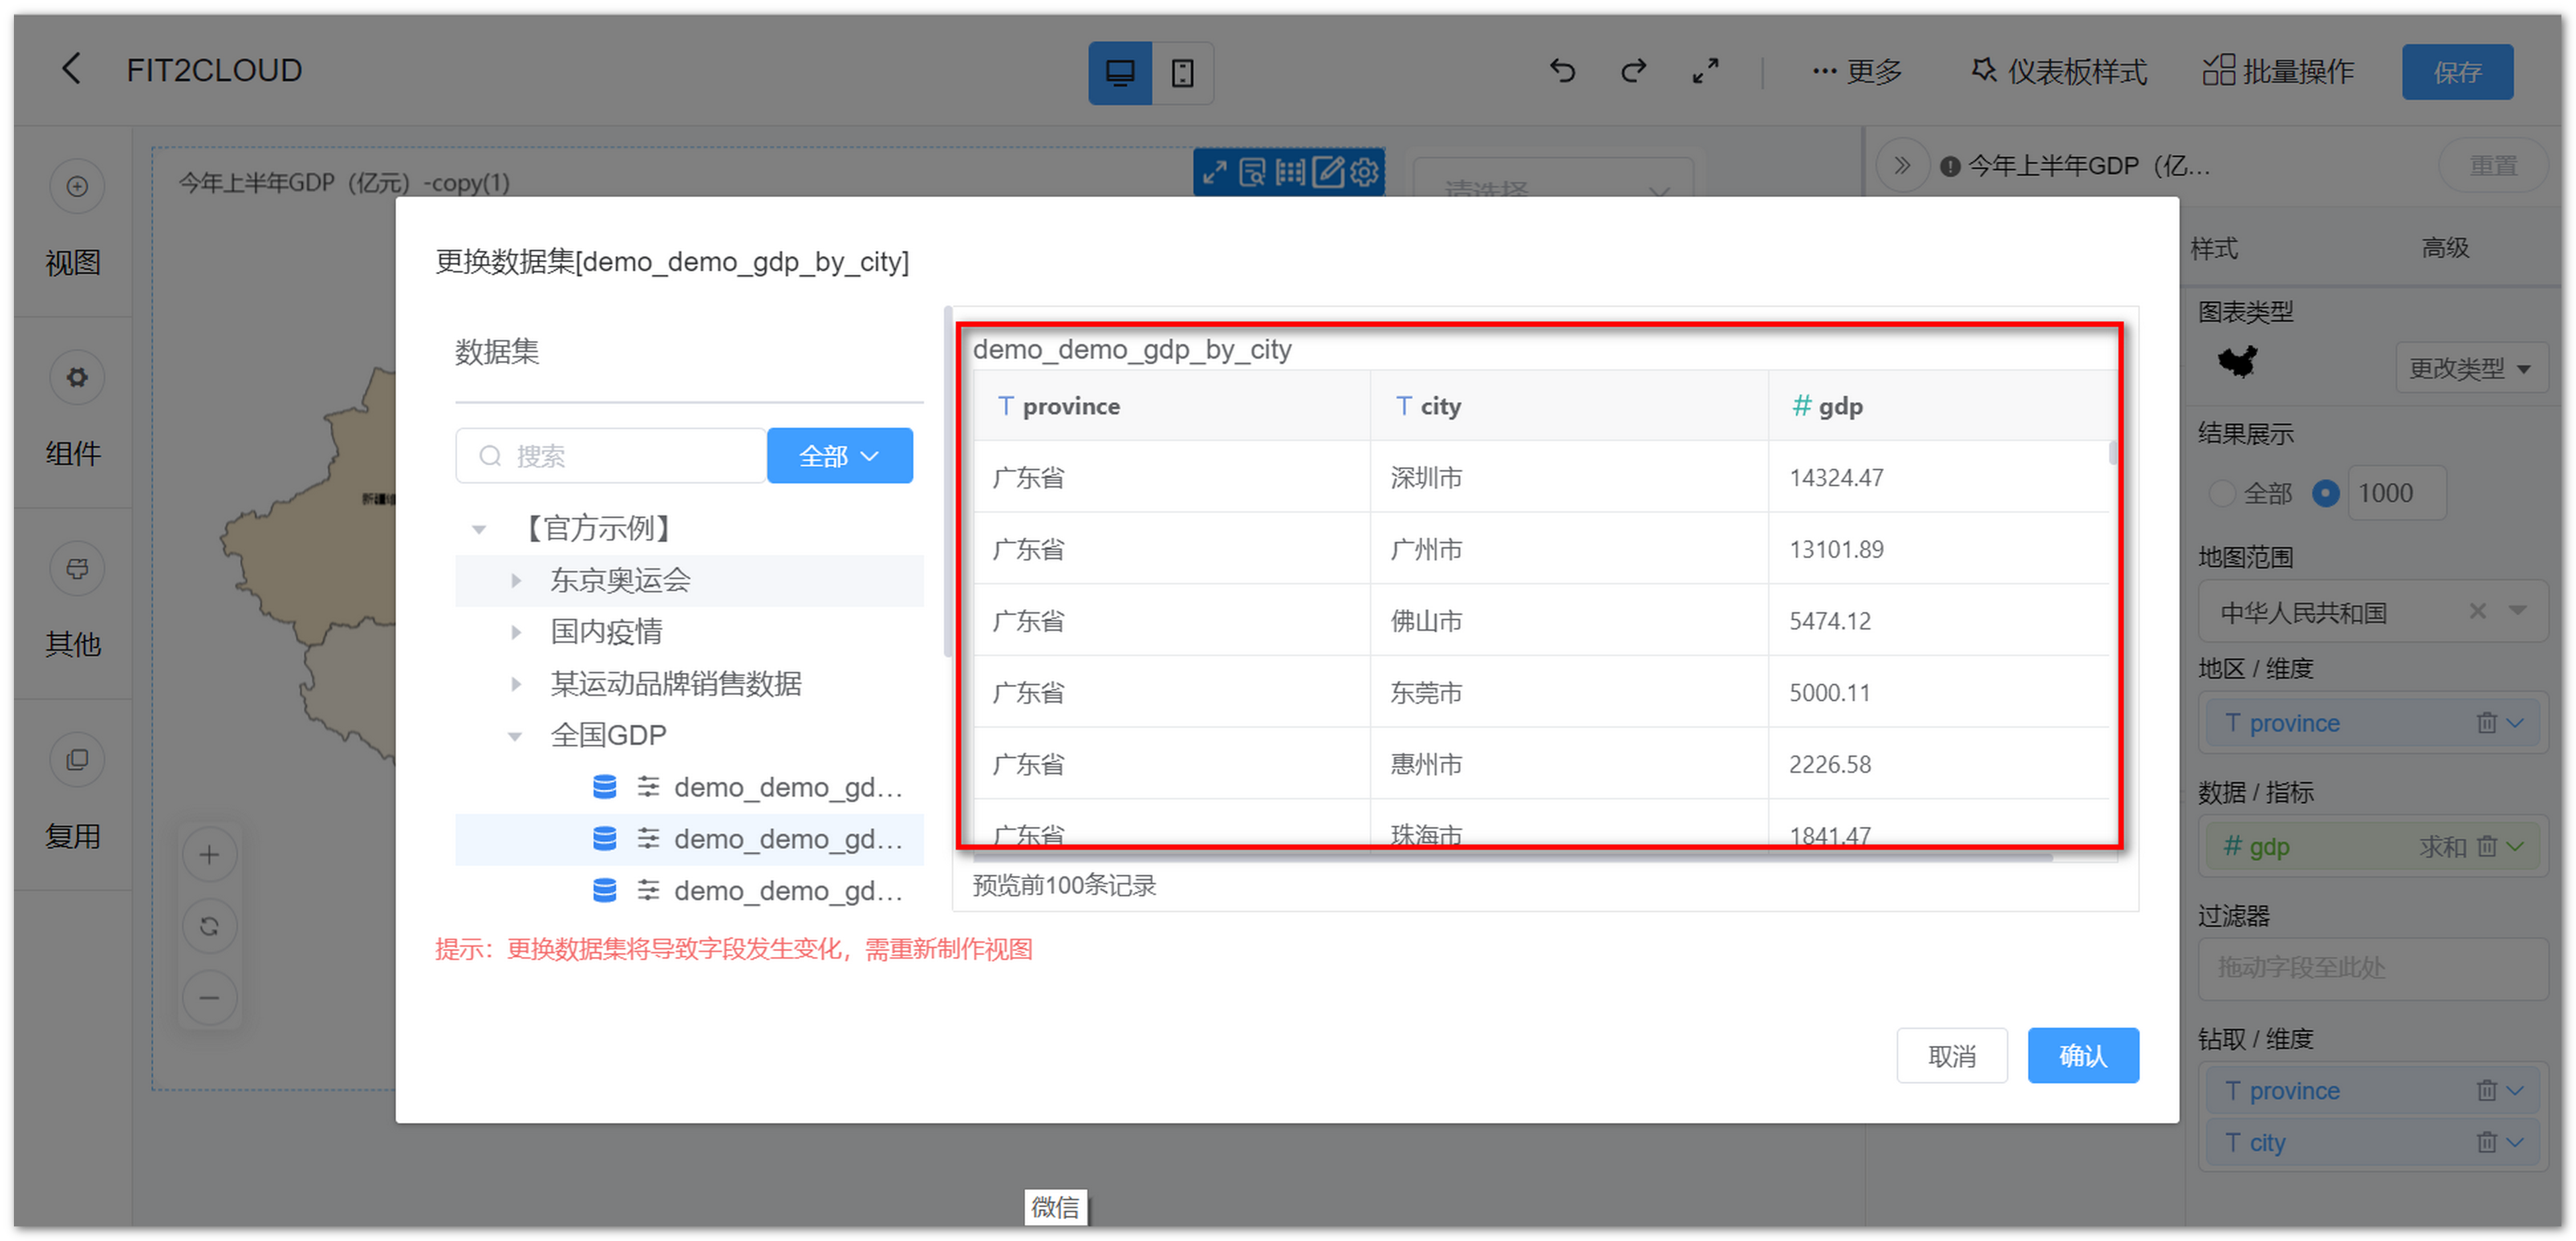 FIT2CLOUD
更多
仪表板样式
批量操作
保存
视图
组件
其他
复用
今年上半年GDP（亿元）-copy(1)
请选择
今年上半年GDP（亿...
重置
样式
高级
更换数据集[demo_demo_gdp_by_city]
数据集
搜索
全部
【官方示例】
东京奥运会
国内疫情
某运动品牌销售数据
全国GDP
demo_demo_gd...
demo_demo_gd...
demo_demo_gd...
demo_demo_gdp_by_city
T province T city # gdp
广东省 深圳市 14324.47
广东省 广州市 13101.89
广东省 佛山市 5474.12
广东省 东莞市 5000.11
广东省 惠州市 2226.58
广东省 珠海市 1841.47
预览前100条记录
提示：更换数据集将导致字段发生变化，需重新制作视图
取消
确认
图表类型
更改类型
结果展示
全部 1000
地图范围
中华人民共和国
地区 / 维度
T province
数据 / 指标
# gdp 求和
过滤器
拖动字段至此处
钻取 / 维度
T province
T city
微信